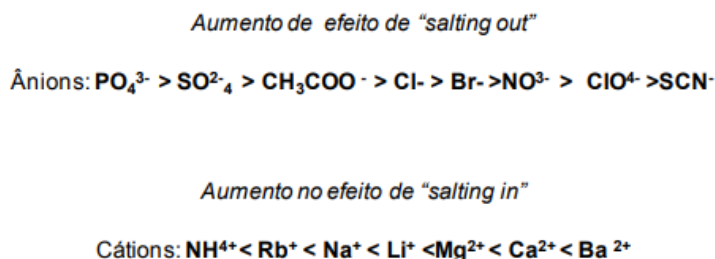 Aumento de efeito de “salting out”
Ânions: PO₄³⁻ > SO²⁻₄ > CH₃COO ⁻ > Cl- > Br- >NO³⁻ > ClO⁴⁻ >SCN⁻
Aumento no efeito de “salting in”
Cátions: NH⁴⁺ < Rb⁺ < Na⁺ < Li⁺ <Mg²⁺ < Ca²⁺ < Ba ²⁺